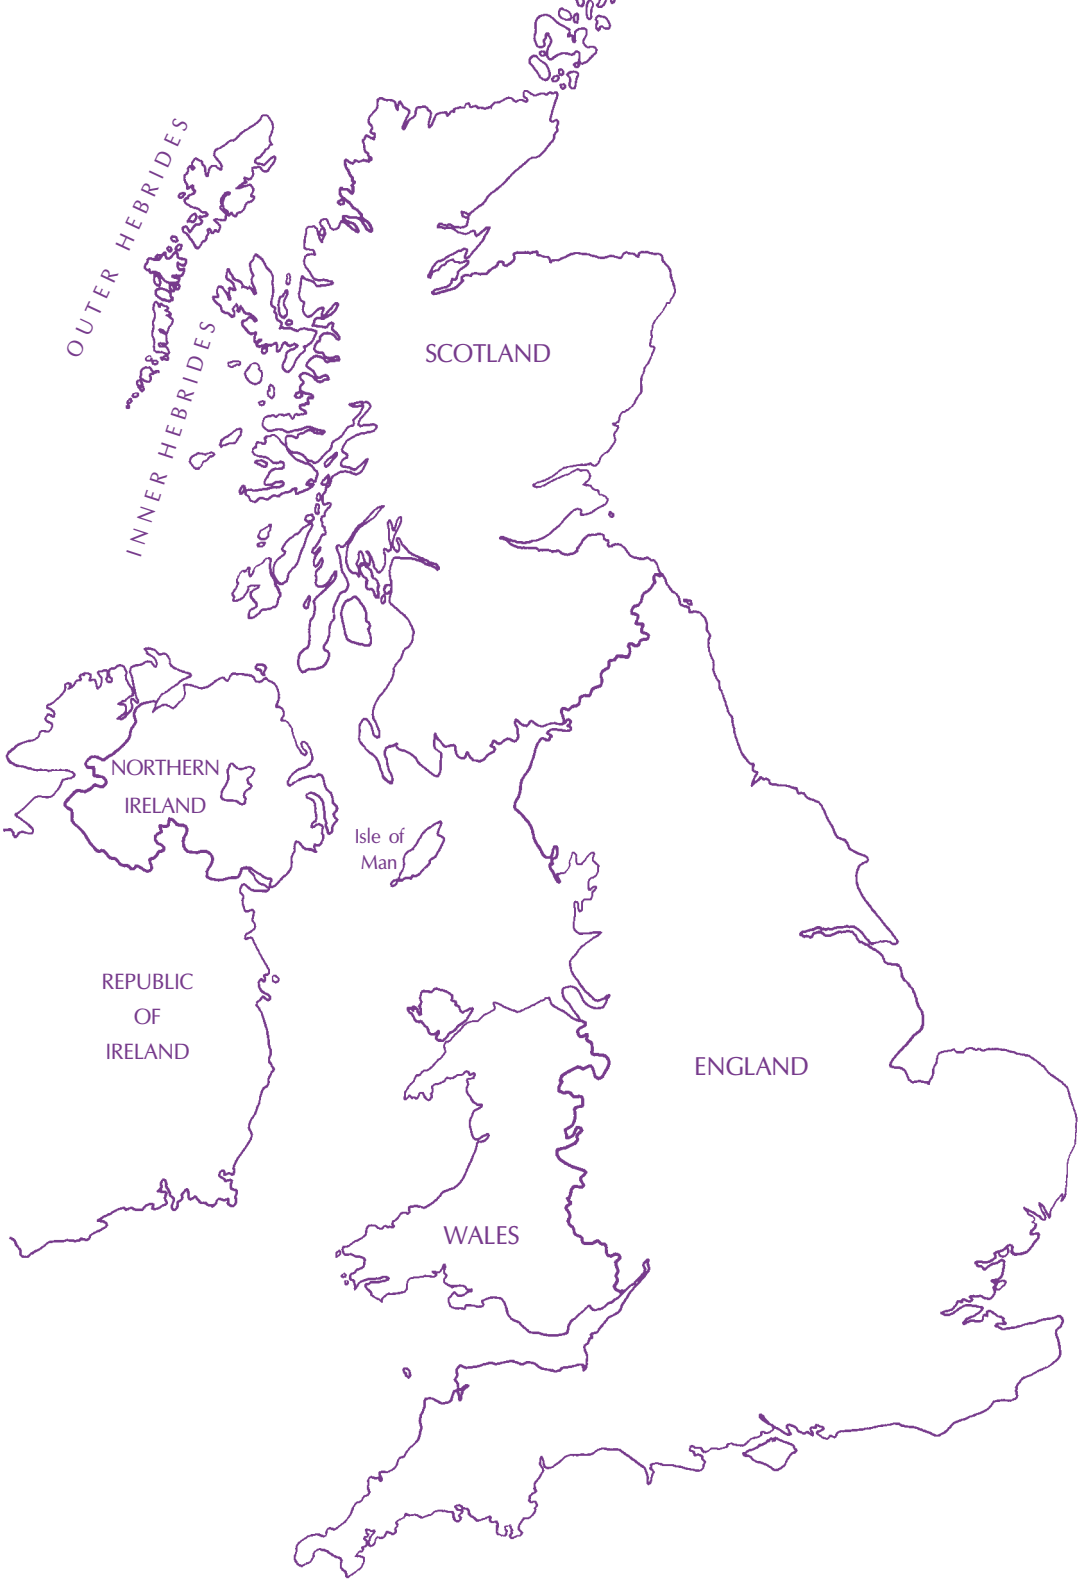 OUTER HEBRIDES
INNER HEBRIDES
SCOTLAND
NORTHERN
IRELAND
Isle of
Man
REPUBLIC
OF
IRELAND
ENGLAND
WALES